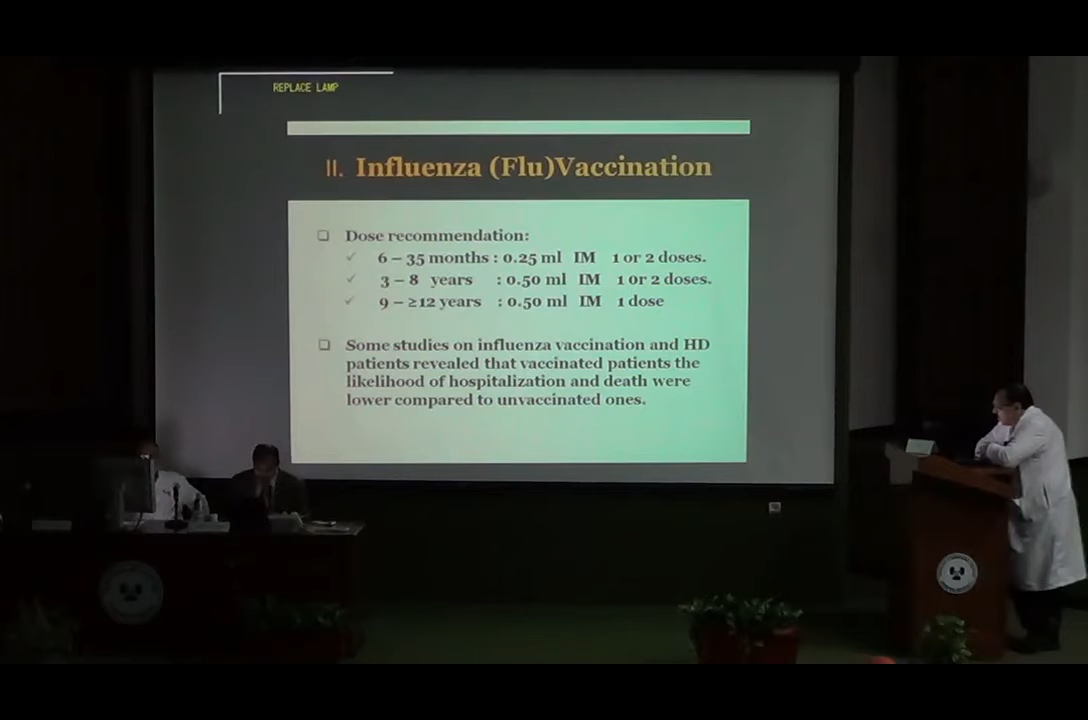 REPLACE LAMP
II. Influenza (Flu)Vaccination
❑ Dose recommendation:
✓ 6 – 35 months : 0.25 ml IM 1 or 2 doses.
✓ 3 – 8 years : 0.50 ml IM 1 or 2 doses.
✓ 9 – ≥12 years : 0.50 ml IM 1 dose
❑ Some studies on influenza vaccination and HD
patients revealed that vaccinated patients the
likelihood of hospitalization and death were
lower compared to unvaccinated ones.